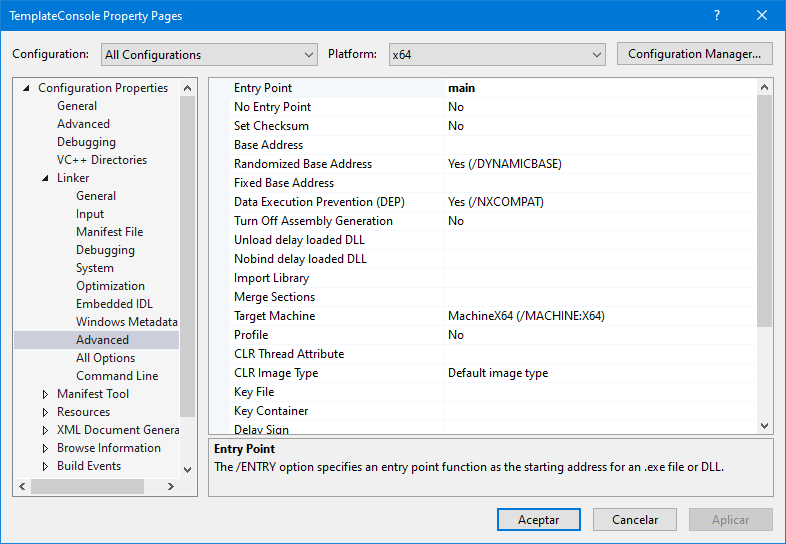 TemplateConsole Property Pages
Configuration: All Configurations Platform: x64 Configuration Manager...
Configuration Properties
General
Advanced
Debugging
VC++ Directories
Linker
General
Input
Manifest File
Debugging
System
Optimization
Embedded IDL
Windows Metadata
Advanced
All Options
Command Line
Manifest Tool
Resources
XML Document Genera
Browse Information
Build Events
Entry Point main
No Entry Point No
Set Checksum No
Base Address
Randomized Base Address Yes (/DYNAMICBASE)
Fixed Base Address
Data Execution Prevention (DEP) Yes (/NXCOMPAT)
Turn Off Assembly Generation No
Unload delay loaded DLL
Nobind delay loaded DLL
Import Library
Merge Sections
Target Machine MachineX64 (/MACHINE:X64)
Profile No
CLR Thread Attribute
CLR Image Type Default image type
Key File
Key Container
Delay Sign
Entry Point
The /ENTRY option specifies an entry point function as the starting address for an .exe file or DLL.
Aceptar Cancelar Aplicar